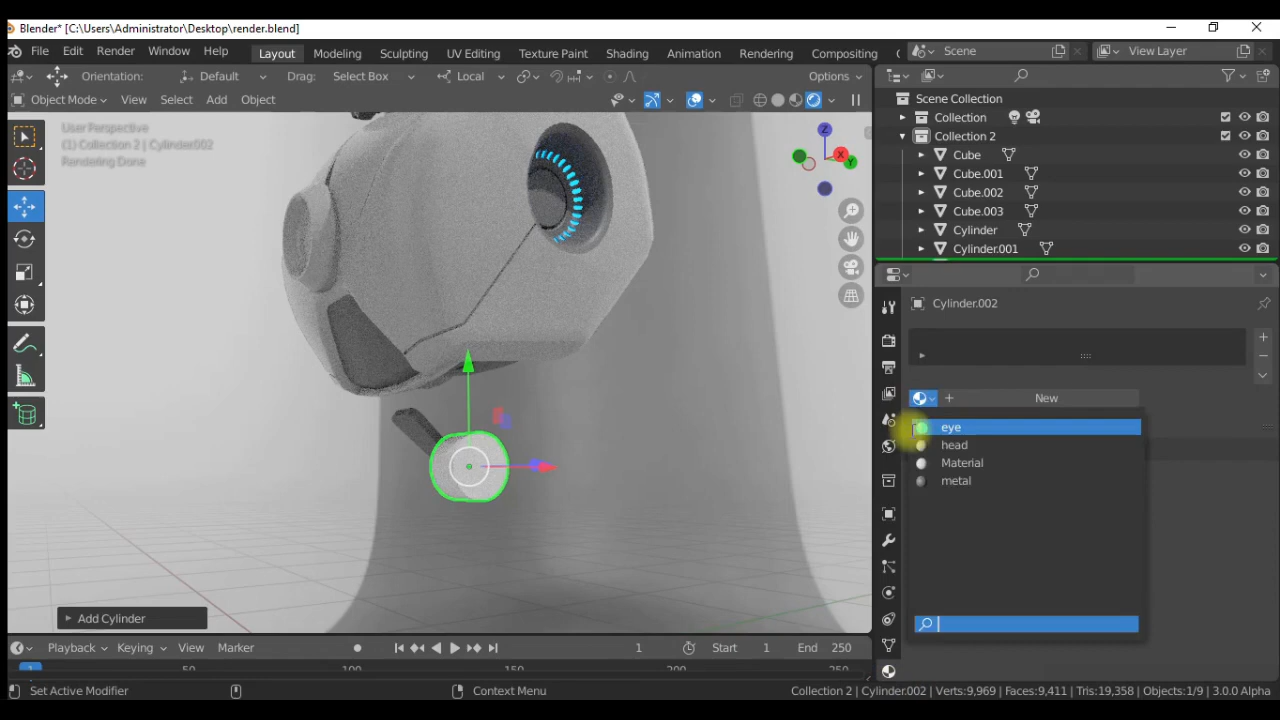 Blender* [C:\Users\Administrator\Desktop\render.blend]
File Edit Render Window Help Layout Modeling Sculpting UV Editing Texture Paint Shading Animation Rendering Compositing Scene View Layer
Orientation: Default Drag: Select Box Local Options
Object Mode View Select Add Object
User Perspective
(1) Collection 2 | Cylinder.002
Rendering Done
Z
X
Y
Scene Collection
Collection
Collection 2
Cube
Cube.001
Cube.002
Cube.003
Cylinder
Cylinder.001
Cylinder.002
New
eye
head
Material
metal
Add Cylinder
Playback Keying View Marker 1 Start 1 End 250
1 50 100 150 200 250
Set Active Modifier Context Menu Collection 2 | Cylinder.002 | Verts:9,969 | Faces:9,411 | Tris:19,358 | Objects:1/9 | 3.0.0 Alpha